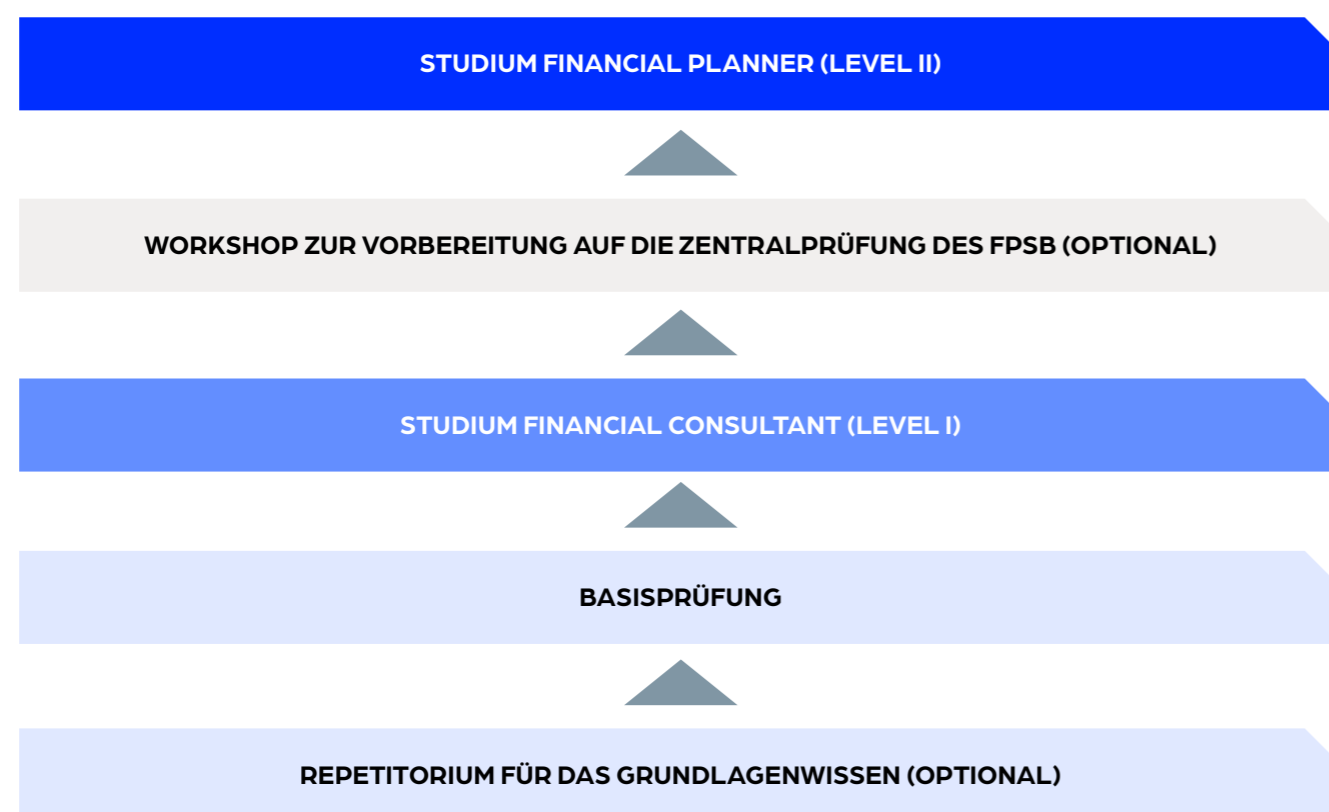 STUDIUM FINANCIAL PLANNER (LEVEL II)
WORKSHOP ZUR VORBEREITUNG AUF DIE ZENTRALPRÜFUNG DES FPSB (OPTIONAL)
STUDIUM FINANCIAL CONSULTANT (LEVEL I)
BASISPRÜFUNG
REPETITORIUM FÜR DAS GRUNDLAGENWISSEN (OPTIONAL)